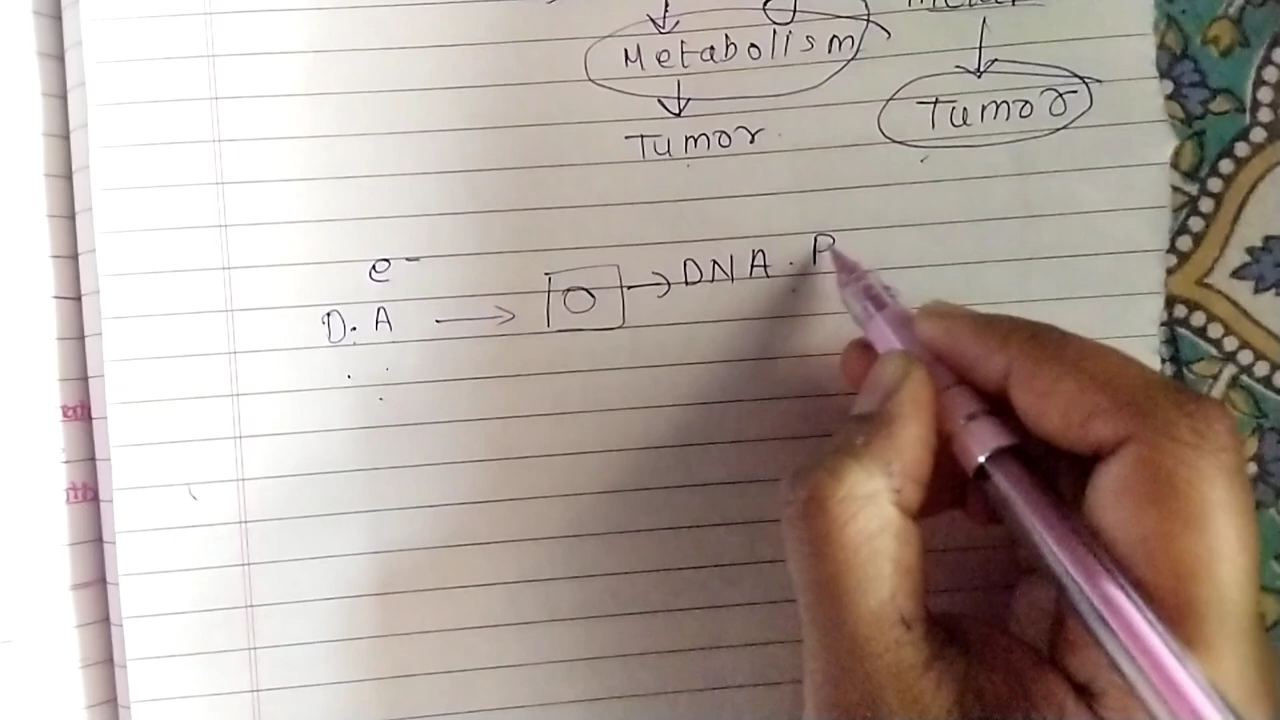 Metabolism
Tumor
Tumor
e-
D. A → O → DNA. P